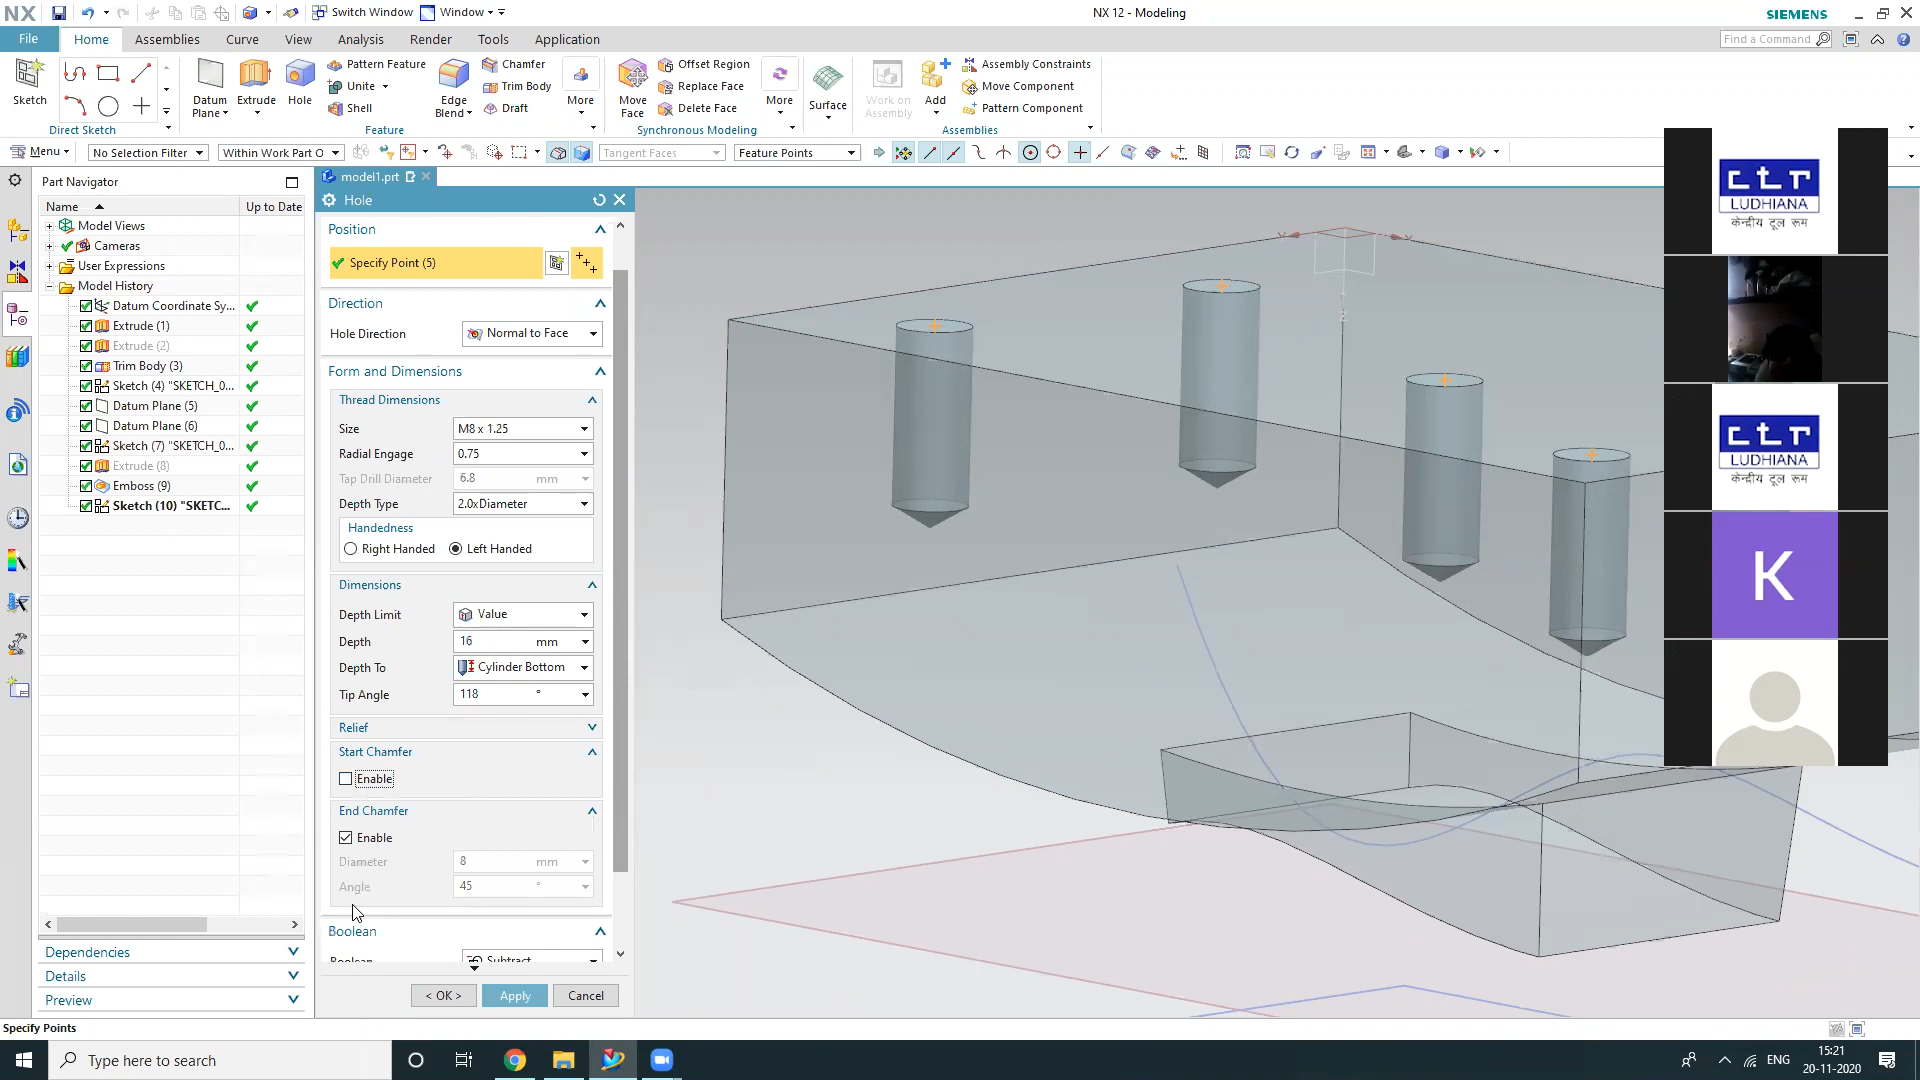 NX
Switch Window
Window
NX 12 - Modeling
SIEMENS
File
Home
Assemblies
Curve
View
Analysis
Render
Tools
Application
Find a Command
Sketch
Direct Sketch
Datum
Plane
Extrude
Hole
Pattern Feature
Unite
Shell
Edge
Blend
Chamfer
Trim Body
Draft
More
Feature
Move
Face
Offset Region
Replace Face
Delete Face
More
Synchronous Modeling
Surface
Work on
Assembly
Add
Assembly Constraints
Move Component
Pattern Component
Assemblies
Menu
No Selection Filter
Within Work Part O
Tangent Faces
Feature Points
Part Navigator
Name
Up to Date
Model Views
Cameras
User Expressions
Model History
Datum Coordinate Sy...
Extrude (1)
Extrude (2)
Trim Body (3)
Sketch (4) "SKETCH_0...
Datum Plane (5)
Datum Plane (6)
Sketch (7) "SKETCH_0...
Extrude (8)
Emboss (9)
Sketch (10) "SKETC...
Dependencies
Details
Preview
model1.prt
Hole
Position
Specify Point (5)
Direction
Hole Direction
Normal to Face
Form and Dimensions
Thread Dimensions
Size
M8 x 1.25
Radial Engage
0.75
Tap Drill Diameter
6.8 mm
Depth Type
2.0xDiameter
Handedness
Right Handed
Left Handed
Dimensions
Depth Limit
Value
Depth
16 mm
Depth To
Cylinder Bottom
Tip Angle
118 °
Relief
Start Chamfer
Enable
End Chamfer
Enable
Diameter
8 mm
Angle
45 °
Boolean
Boolean
Subtract
< OK >
Apply
Cancel
CTR
LUDHIANA
केन्द्रीय टूल रूम
CTR
LUDHIANA
केन्द्रीय टूल रूम
K
Specify Points
Type here to search
ENG
15:21
20-11-2020